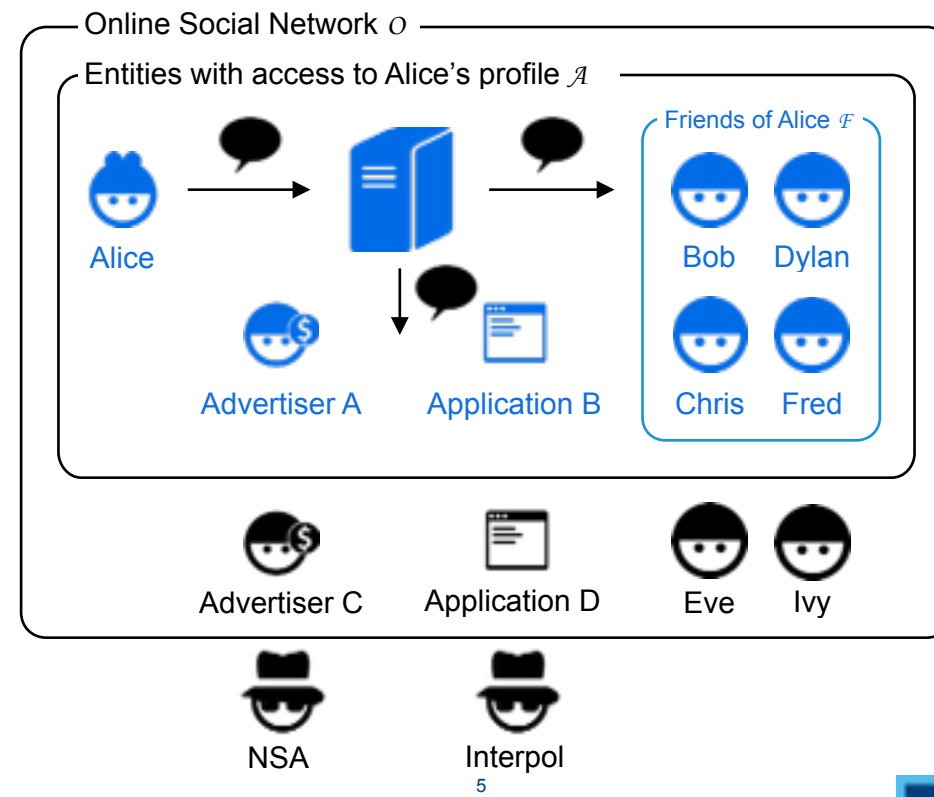 Online Social Network O
Entities with access to Alice's profile A
Friends of Alice F
Alice
Bob Dylan
$
Advertiser A Application B Chris Fred
$
Advertiser C Application D Eve Ivy
NSA Interpol
5